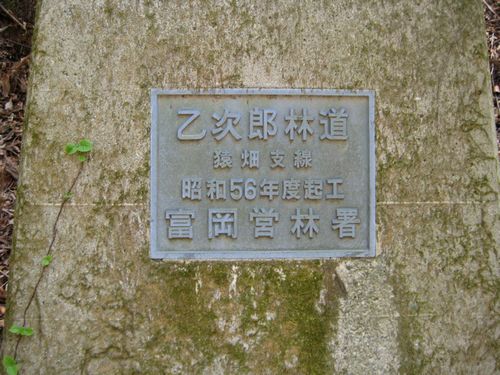 乙次郎林道
猿畑支線
昭和56年度起工
富岡営林署